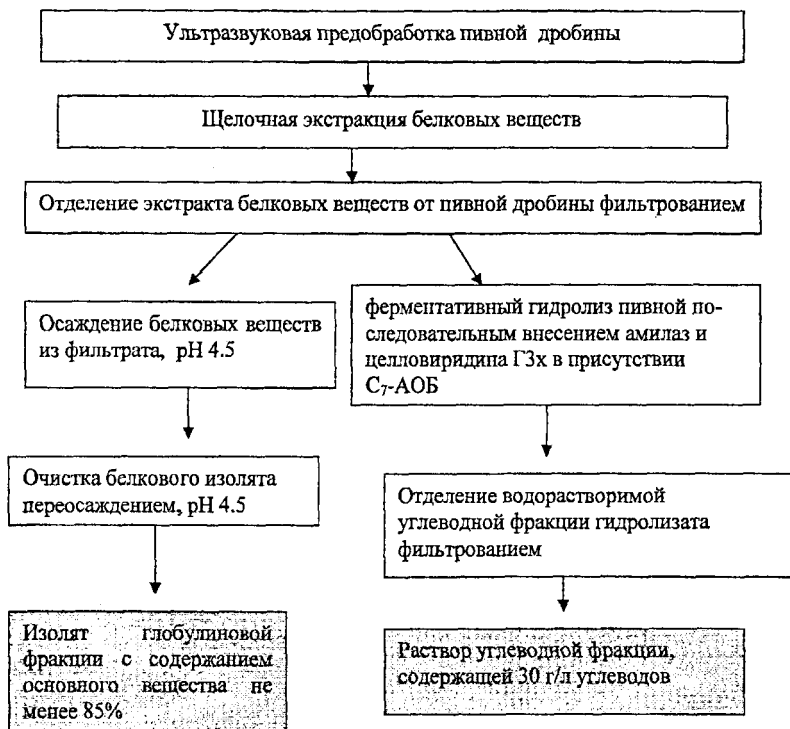 Ультразвуковая предобработка пивной дробины
Щелочная экстракция белковых веществ
Отделение экстракта белковых веществ от пивной дробины фильтрованием
Осаждение белковых веществ
из фильтрата, рН 4.5
ферментативный гидролиз пивной по-
следовательным внесением амилаз и
целловиридина Г3х в присутствии
С₇-АОБ
Очистка белкового изолята
переосаждением, рН 4.5
Отделение водорастворимой
углеводной фракции гидролизата
фильтрованием
Изолят глобулиновой
фракции с содержанием
основного вещества не
менее 85%
Раствор углеводной фракции,
содержащей 30 г/л углеводов